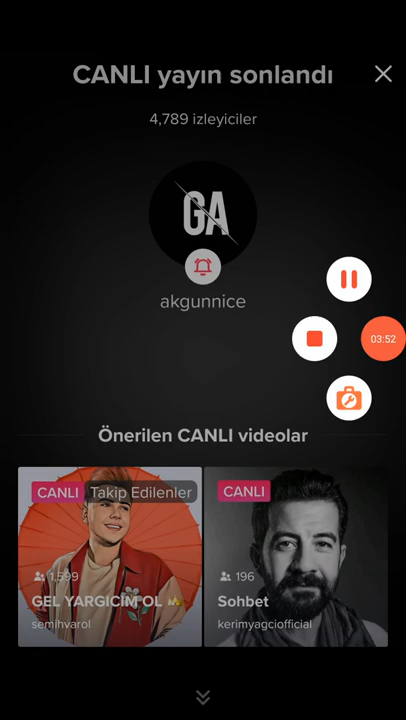 CANLI yayın sonlandı
4,789 izleyiciler
GA
akgunnice
03:52
Önerilen CANLI videolar
CANLI Takip Edilenler
1,599
GEL YARGICIM OL
semihvarol
CANLI
196
Sohbet
kerimyagciofficial